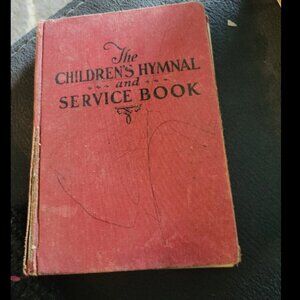 The
CHILDREN'S HYMNAL
and
SERVICE BOOK